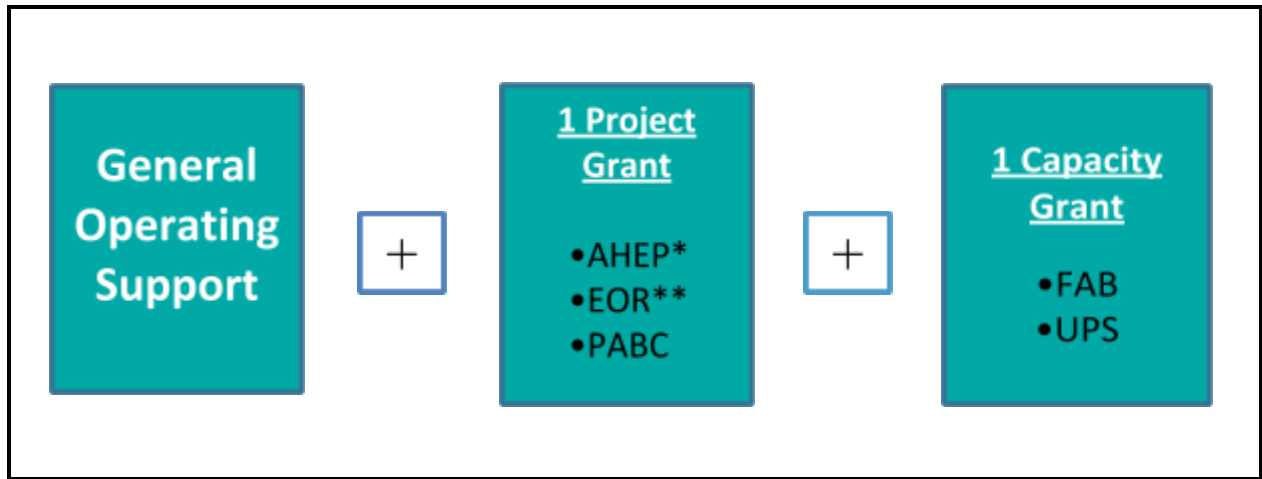 General
Operating
Support
+
1 Project
Grant
•AHEP*
•EOR**
•PABC
+
1 Capacity
Grant
•FAB
•UPS